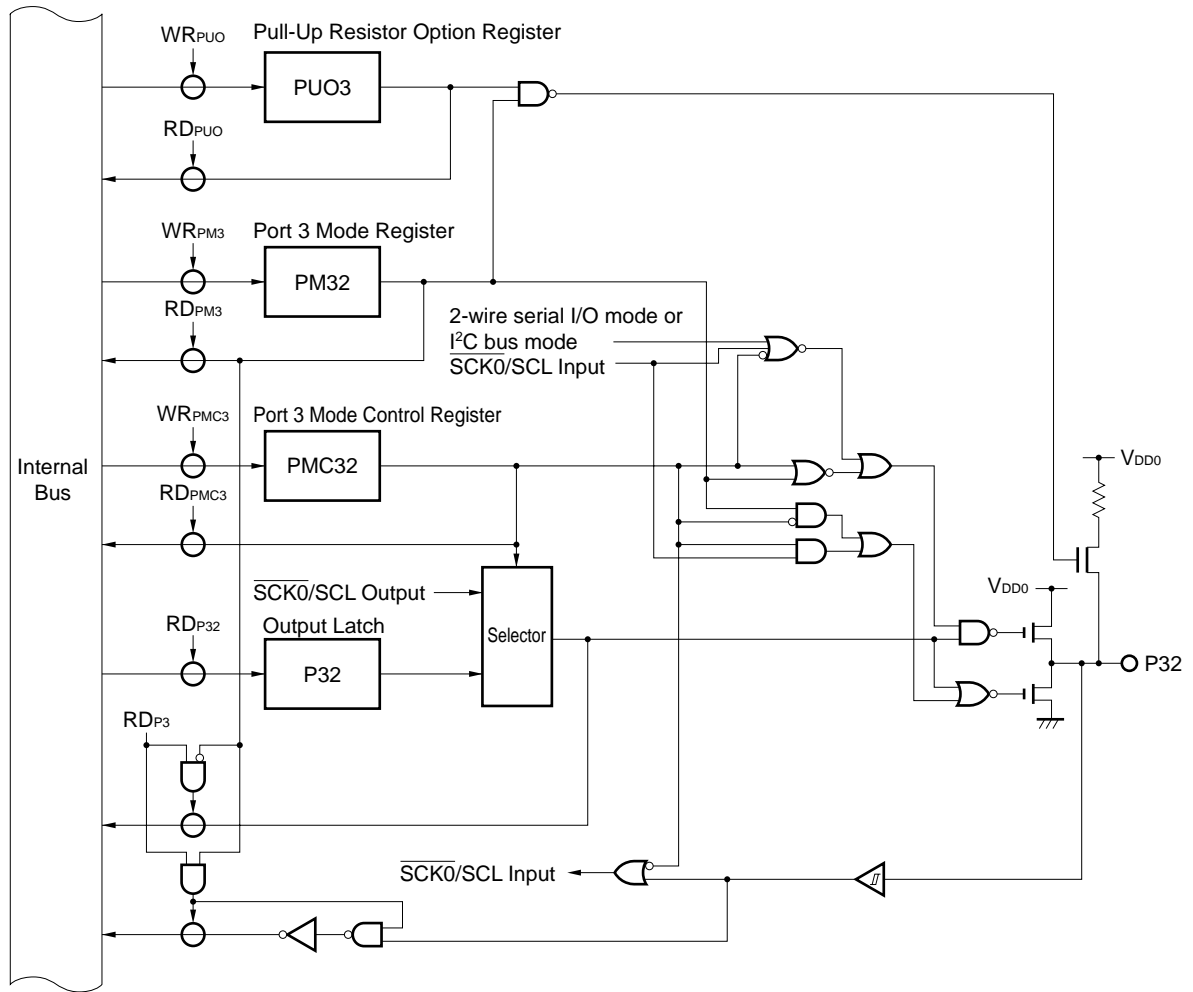 WRPUO
Pull-Up Resistor Option Register
PUO3
RDPUO
WRPM3
Port 3 Mode Register
PM32
RDPM3
2-wire serial I/O mode or
I²C bus mode
SCK0/SCL Input
WRPMC3
Port 3 Mode Control Register
PMC32
Internal
Bus
RDPMC3
VDD0
SCK0/SCL Output
VDD0
RDP32
Output Latch
Selector
P32
P32
RDP3
SCK0/SCL Input